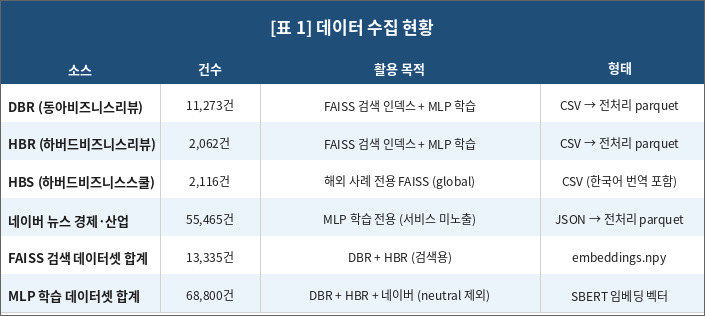 [표 1] 데이터 수집 현황
소스 건수 활용 목적 형태
DBR (동아비즈니스리뷰) 11,273건 FAISS 검색 인덱스 + MLP 학습 CSV → 전처리 parquet
HBR (하버드비즈니스리뷰) 2,062건 FAISS 검색 인덱스 + MLP 학습 CSV → 전처리 parquet
HBS (하버드비즈니스스쿨) 2,116건 해외 사례 전용 FAISS (global) CSV (한국어 번역 포함)
네이버 뉴스 경제·산업 55,465건 MLP 학습 전용 (서비스 미노출) JSON → 전처리 parquet
FAISS 검색 데이터셋 합계 13,335건 DBR + HBR (검색용) embeddings.npy
MLP 학습 데이터셋 합계 68,800건 DBR + HBR + 네이버 (neutral 제외) SBERT 임베딩 벡터